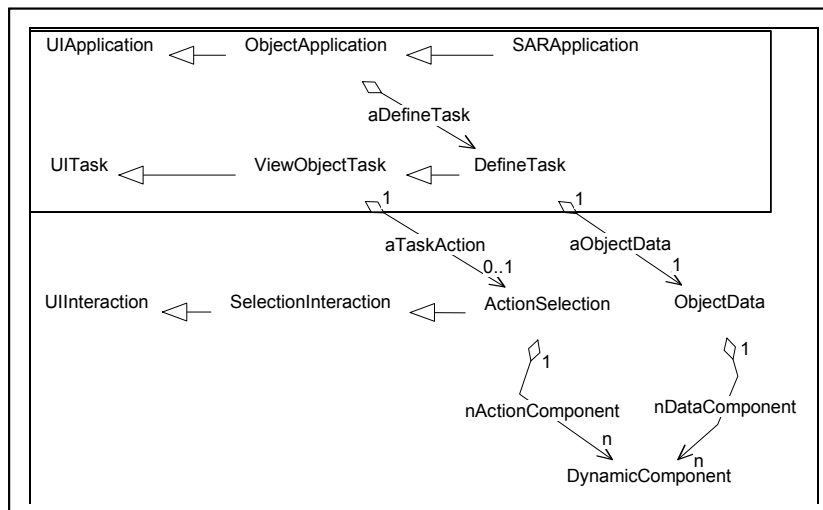 UIApplication ObjectApplication SARApplication
aDefineTask
UITask ViewObjectTask DefineTask
1 1
aTaskAction aObjectData
0..1 1
UIInteraction SelectionInteraction ActionSelection ObjectData
1 1
nActionComponent nDataComponent
n n
DynamicComponent